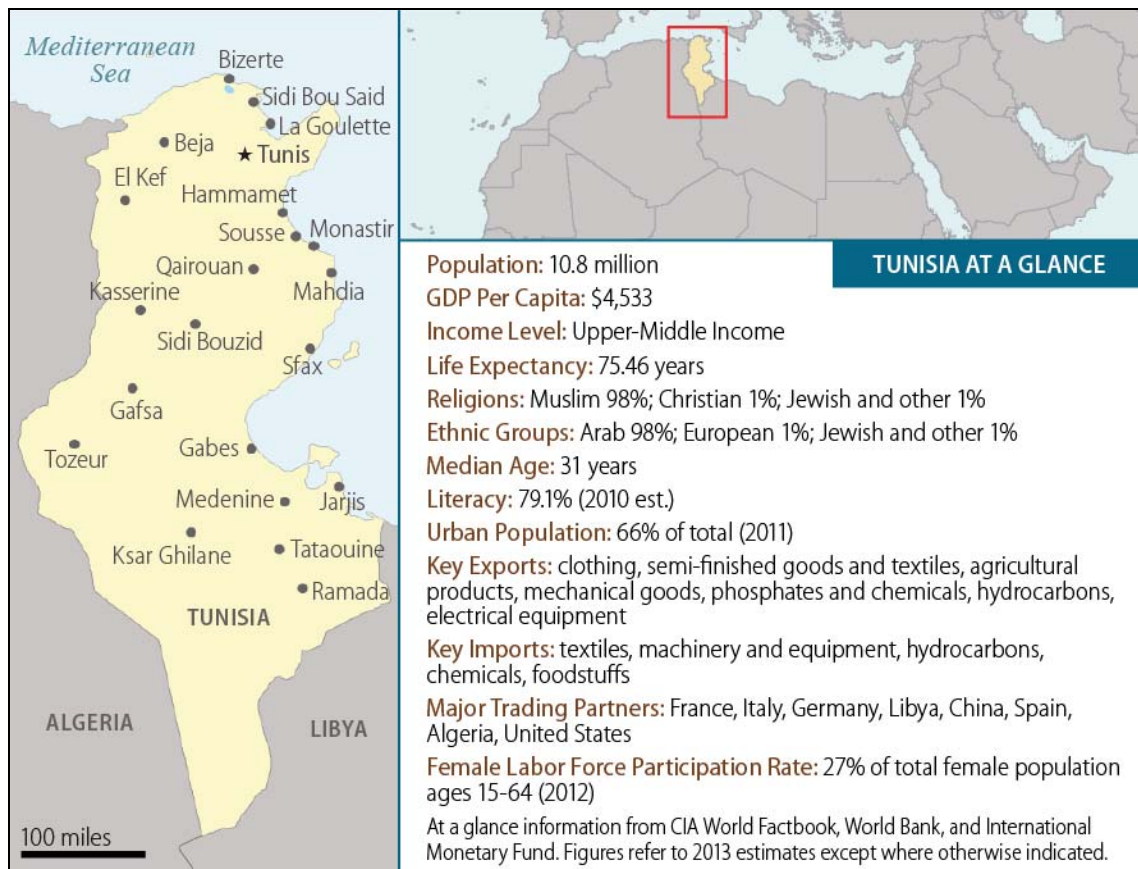 Mediterranean
Sea
Bizerte
Sidi Bou Said
La Goulette
Beja
Tunis
El Kef
Hammamet
Sousse
Monastir
Qairouan
Mahdia
Kasserine
Sidi Bouzid
Sfax
Gafsa
Tozeur
Gabes
Medenine
Jarjis
Ksar Ghilane
Tataouine
Ramada
TUNISIA
ALGERIA
LIBYA
100 miles
TUNISIA AT A GLANCE
Population: 10.8 million
GDP Per Capita: $4,533
Income Level: Upper-Middle Income
Life Expectancy: 75.46 years
Religions: Muslim 98%; Christian 1%; Jewish and other 1%
Ethnic Groups: Arab 98%; European 1%; Jewish and other 1%
Median Age: 31 years
Literacy: 79.1% (2010 est.)
Urban Population: 66% of total (2011)
Key Exports: clothing, semi-finished goods and textiles, agricultural
products, mechanical goods, phosphates and chemicals, hydrocarbons,
electrical equipment
Key Imports: textiles, machinery and equipment, hydrocarbons,
chemicals, foodstuffs
Major Trading Partners: France, Italy, Germany, Libya, China, Spain,
Algeria, United States
Female Labor Force Participation Rate: 27% of total female population
ages 15-64 (2012)
At a glance information from CIA World Factbook, World Bank, and International
Monetary Fund. Figures refer to 2013 estimates except where otherwise indicated.